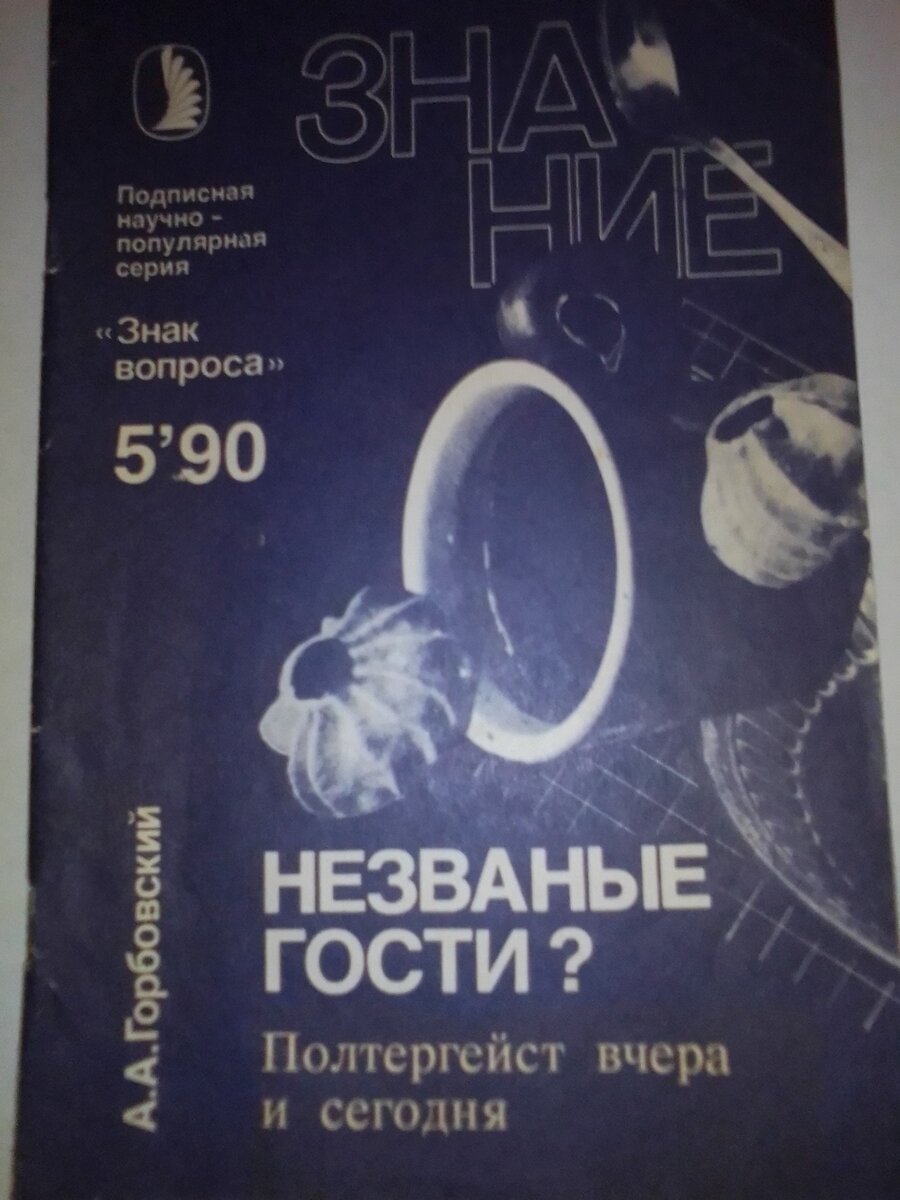 ЗНА
НИЕ
Подписная
научно -
популярная
серия
«Знак
вопроса»
5’90
А.А.Горбовский
НЕЗВАНЫЕ
ГОСТИ?
Полтергейст вчера
и сегодня